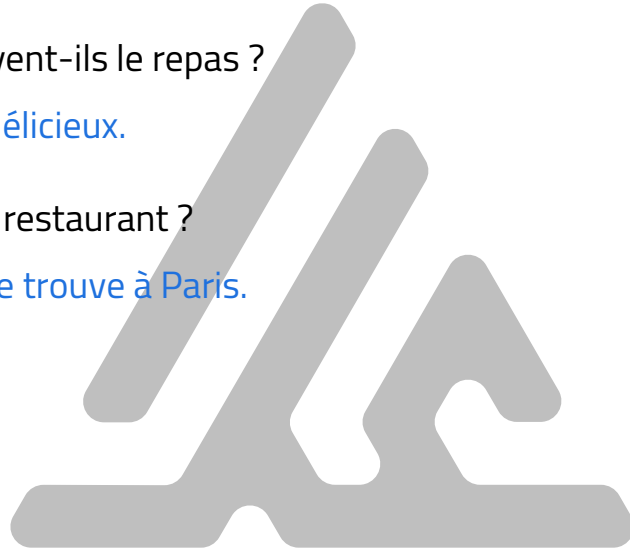 vent-ils le repas ?
élicieux.
restaurant ?
e trouve à Paris.